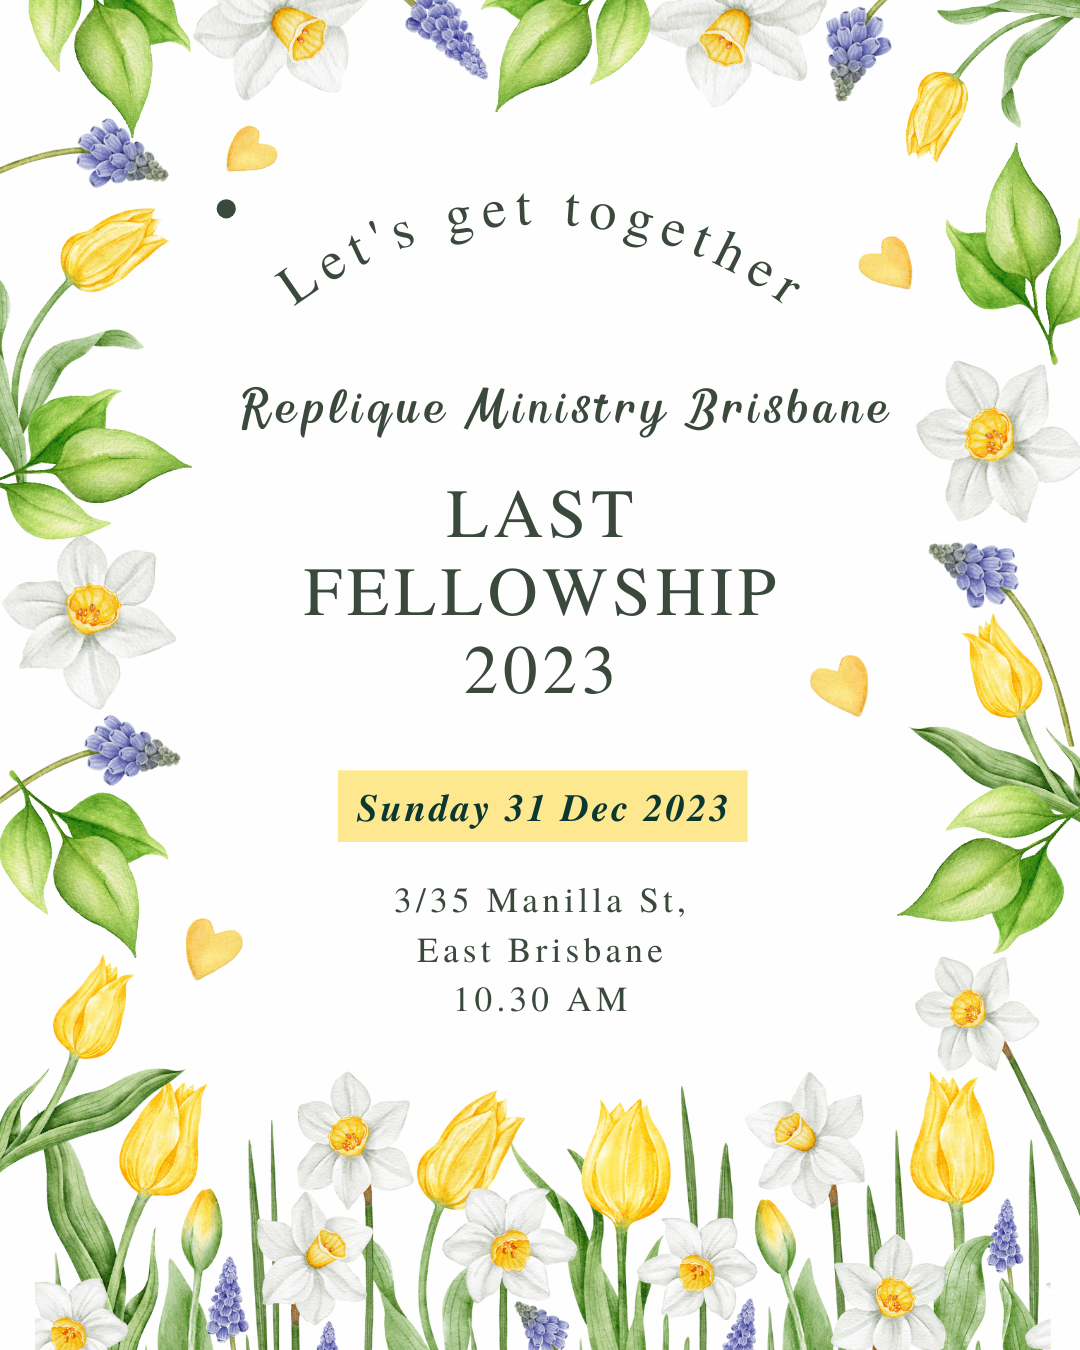 Let's get together
Replique Ministry Brisbane
LAST
FELLOWSHIP
2023
Sunday 31 Dec 2023
3/35 Manilla St,
East Brisbane
10.30 AM